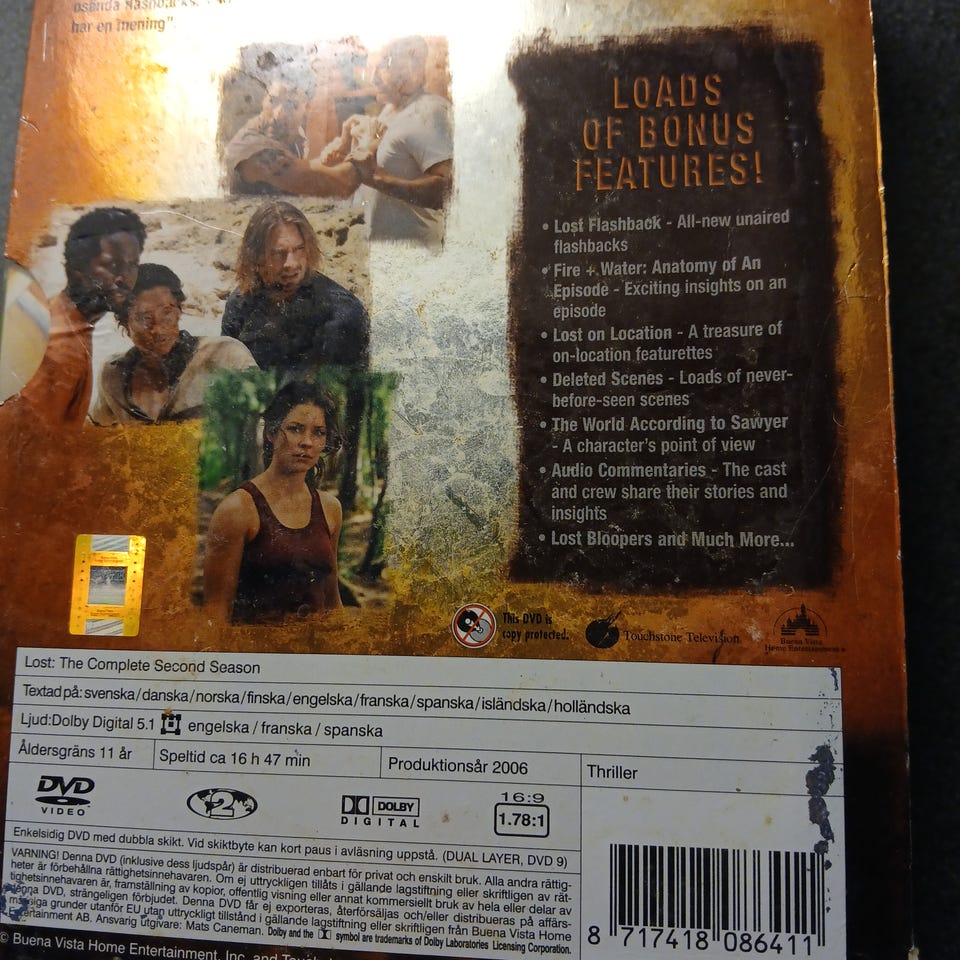 osända flashbacks.
har en mening".
LOADS
OF BONUS
FEATURES!
• Lost Flashback - All-new unaired
flashbacks
• Fire + Water: Anatomy of An
Episode - Exciting insights on an
episode
• Lost on Location - A treasure of
on-location featurettes
• Deleted Scenes - Loads of never-
before-seen scenes
• The World According to Sawyer
- A character's point of view
• Audio Commentaries - The cast
and crew share their stories and
insights
• Lost Bloopers and Much More...
This DVD is
copy protected.
Touchstone Television
Buena Vista
Home Entertainment
Lost: The Complete Second Season
Textad på: svenska/danska/norska/finska/engelska/franska/spanska/isländska/holländska
Ljud:Dolby Digital 5.1 engelska / franska / spanska
Åldersgräns 11 år
Speltid ca 16 h 47 min
Produktionsår 2006
Thriller
DVD
VIDEO
2
DOLBY
DIGITAL
16:9
1.78:1
Enkelsidig DVD med dubbla skikt. Vid skiktbyte kan kort paus i avläsning uppstå. (DUAL LAYER, DVD 9)
VARNING! Denna DVD (inklusive dess ljudspår) är distribuerad enbart för privat och enskilt bruk. Alla andra rättig-
heter är förbehållna rättighetsinnehavaren. Om ej uttryckligen tillåts i gällande lagstiftning eller skriftligen av rät-
tighetsinnehavaren är, framställning av kopior, offentlig visning eller annat kommersiellt bruk av hela eller delar av
denna DVD, strängeligen förbjudet. Denna DVD får ej exporteras, återförsäljas och/eller distribueras på affärs-
mässiga grunder utanför EU utan uttryckligt tillstånd i gällande lagstiftning eller skriftligen från Buena Vista Home
Entertainment AB. Ansvarig utgivare: Mats Caneman. Dolby and the symbol are trademarks of Dolby Laboratories Licensing Corporation.
8 717418 086411
© Buena Vista Home Entertainment, Inc. and